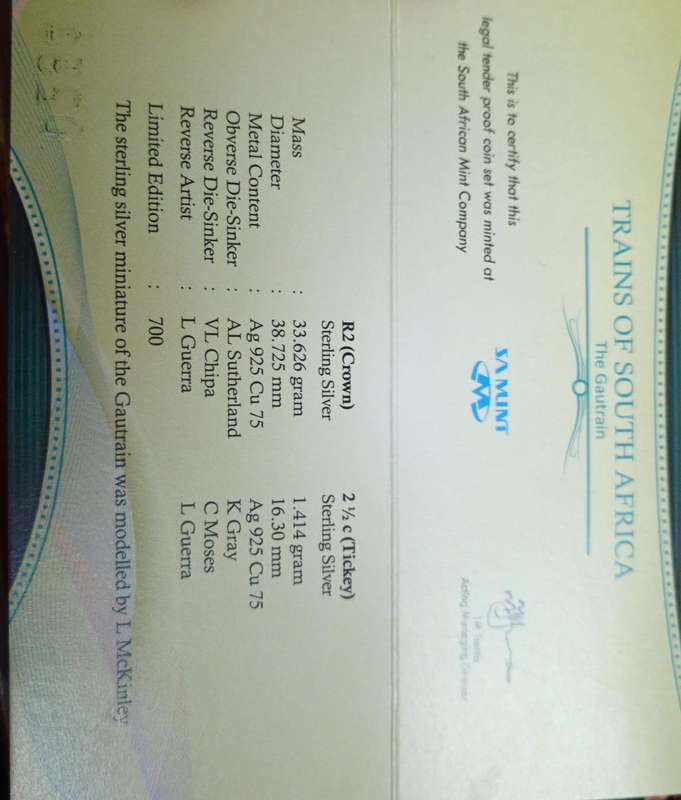 TRAINS OF SOUTH AFRICA
The Gautrain
This is to certify that this
legal tender proof coin set was minted at
the South African Mint Company
SA MINT
Acting Managing Director
R2 (Crown) 2 ½ c (Tickey)
Sterling Silver Sterling Silver
Mass : 33.626 gram 1.414 gram
Diameter : 38.725 mm 16.30 mm
Metal Content : Ag 925 Cu 75 Ag 925 Cu 75
Obverse Die-Sinker : AL Sutherland K Gray
Reverse Die-Sinker : VL Chipa C Moses
Reverse Artist : L Guerra L Guerra
Limited Edition : 700
The sterling silver miniature of the Gautrain was modelled by L McKinley